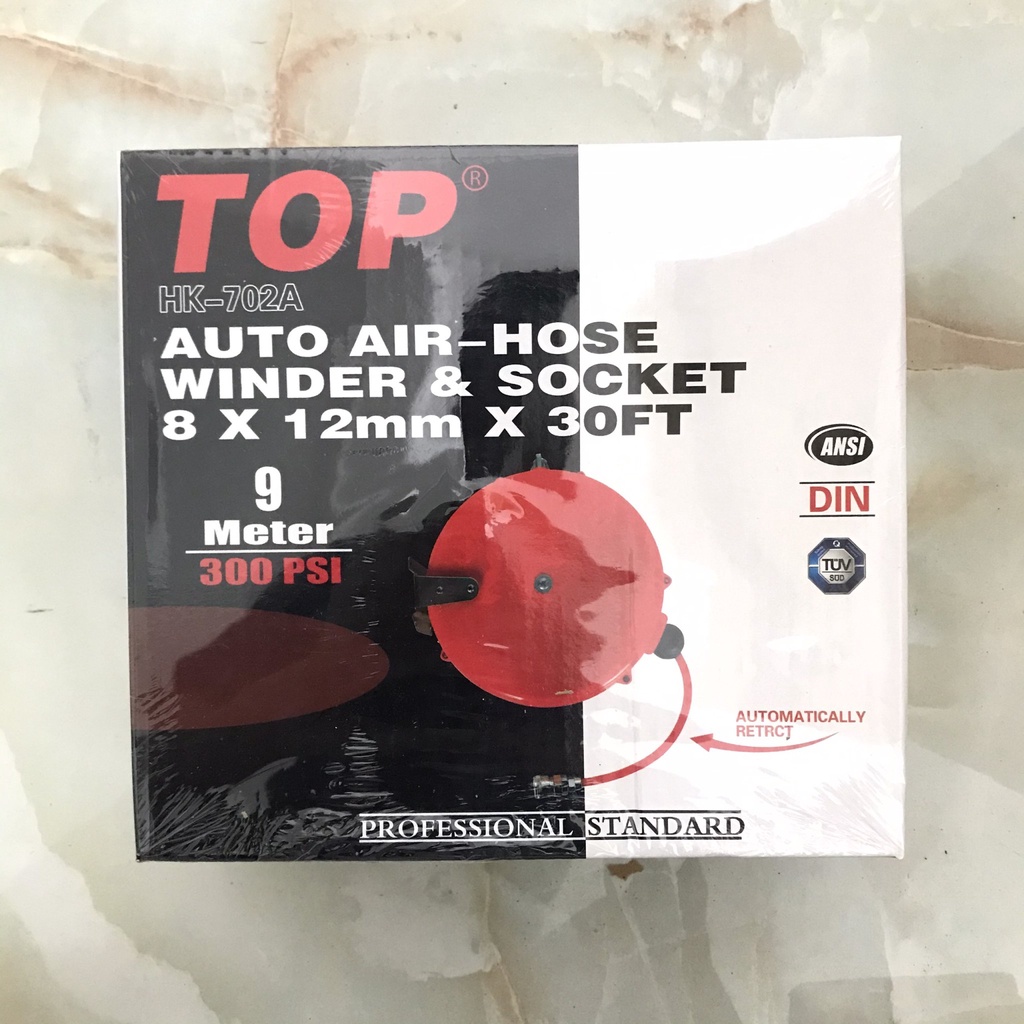 TOP®
HK-702A
AUTO AIR-HOSE
WINDER & SOCKET
8 X 12mm X 30FT
9
Meter
300 PSI
ANSI
DIN
TÜV
SÜD
AUTOMATICALLY
RETRCT
PROFESSIONAL STANDARD